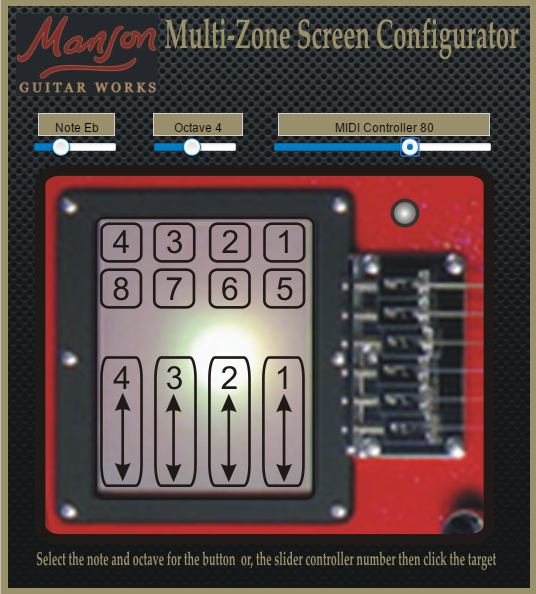 Manson
GUITAR WORKS
Multi-Zone Screen Configurator
Note Eb
Octave 4
MIDI Controller 80
4 3 2 1
8 7 6 5
4 3 2 1
Select the note and octave for the button or, the slider controller number then click the target